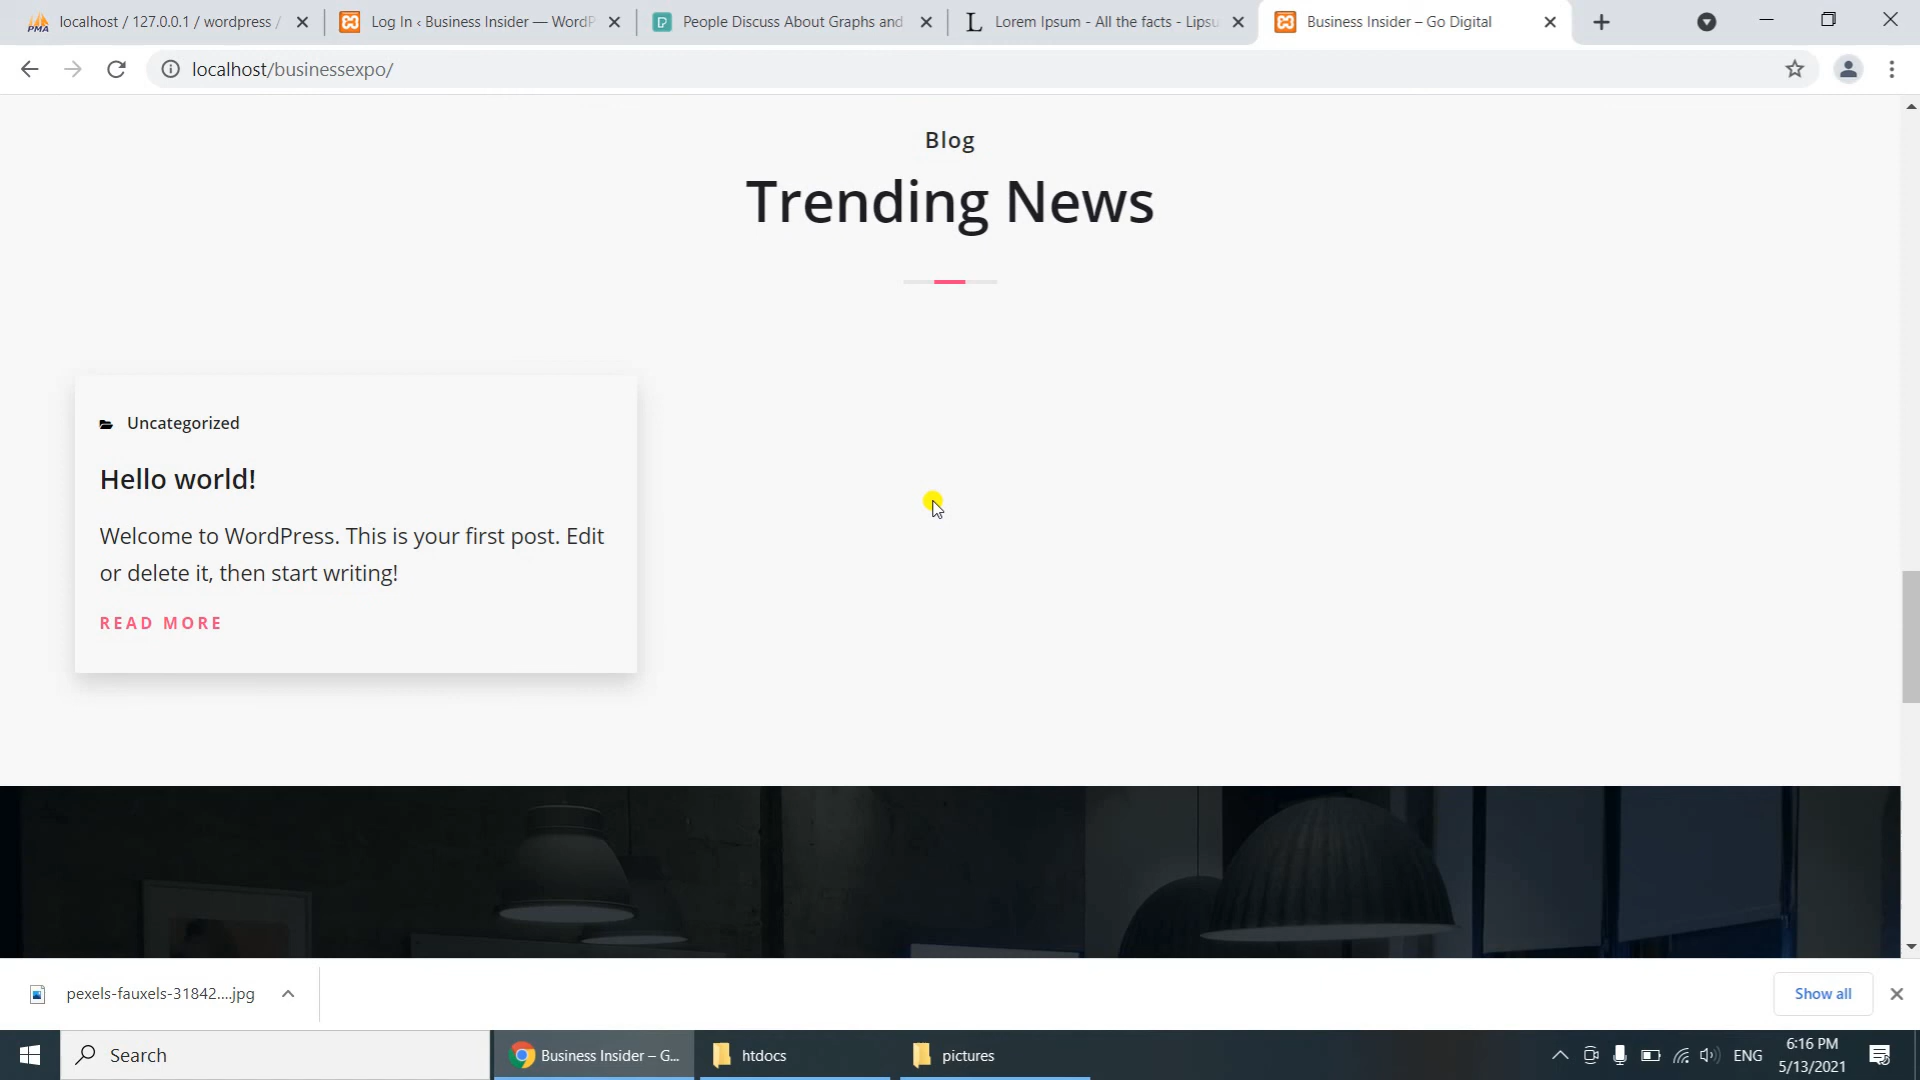 localhost / 127.0.0.1 / wordpress /
Log In ‹ Business Insider — WordP
People Discuss About Graphs and
Lorem Ipsum - All the facts - Lipsu
Business Insider – Go Digital
localhost/businessexpo/
Blog
Trending News
Uncategorized
Hello world!
Welcome to WordPress. This is your first post. Edit
or delete it, then start writing!
READ MORE
pexels-fauxels-31842....jpg
Show all
Search
Business Insider – G...
htdocs
pictures
ENG
6:16 PM
5/13/2021